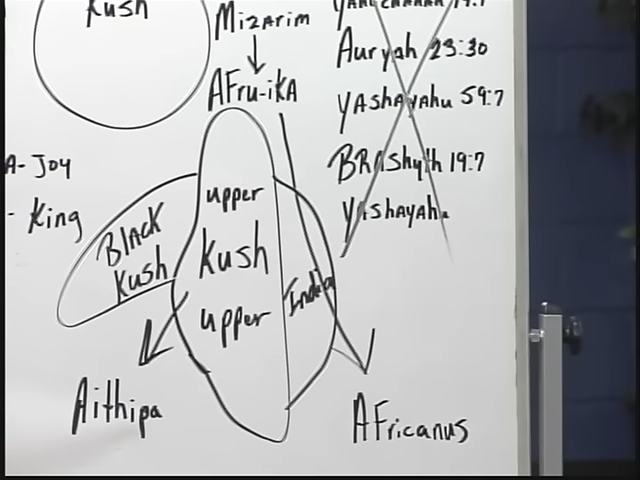 Kush
Mizarim
AFru-iKA
Auryah 23:30
YAshayahu 59:7
BRAshyth 19:7
YAshayah
A- Joy
- King
BlAck
Kush
upper
Kush
upper
India
Aithipa
AFricanus